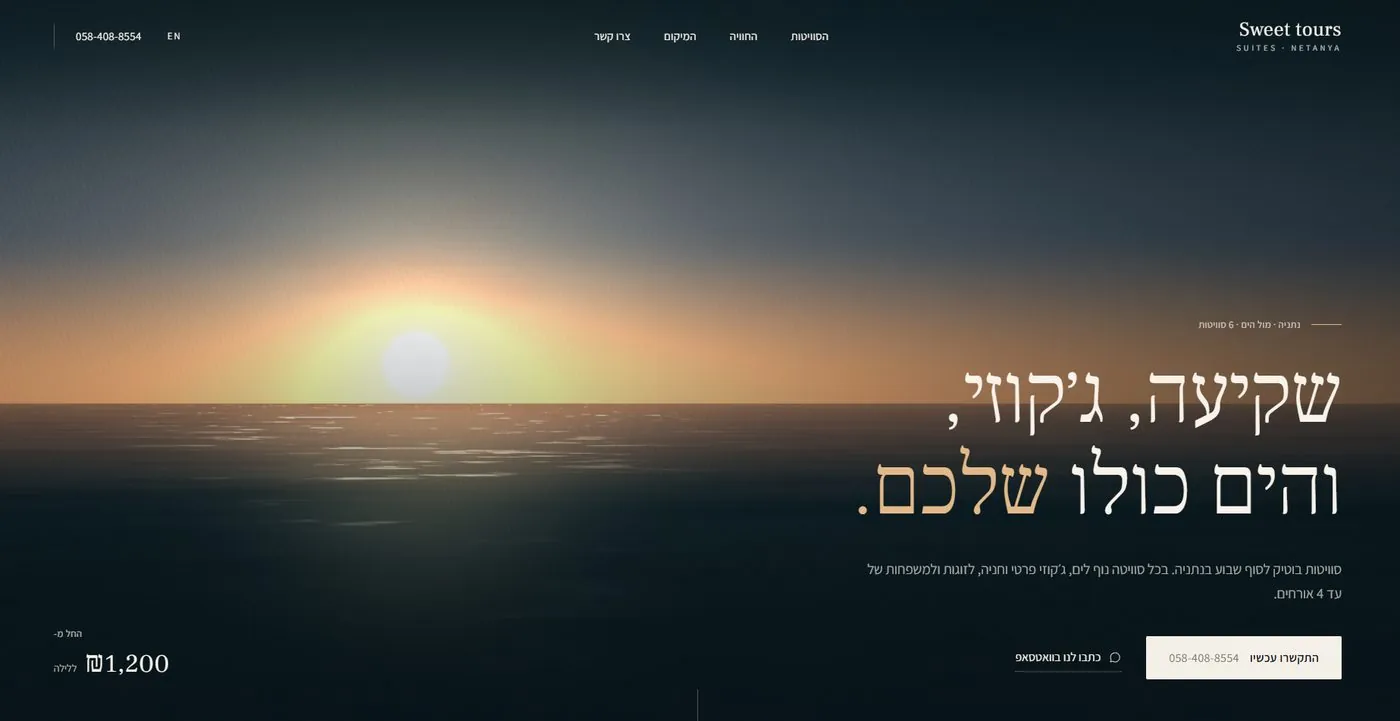 Sweet tours
SUITES · NETANYA
הסוויטות
החוויה
המיקום
צרו קשר
EN
058-408-8554
נתניה · מול הים · 6 סוויטות
שקיעה, ג׳קוזי,
והים כולו שלכם.
סוויטות בוטיק לסוף שבוע בנתניה. בכל סוויטה נוף לים, ג׳קוזי פרטי וחניה, לזוגות ולמשפחות של
עד 4 אורחים.
התקשרו עכשיו 058-408-8554
כתבו לנו בוואטסאפ
החל מ-
₪1,200 ללילה